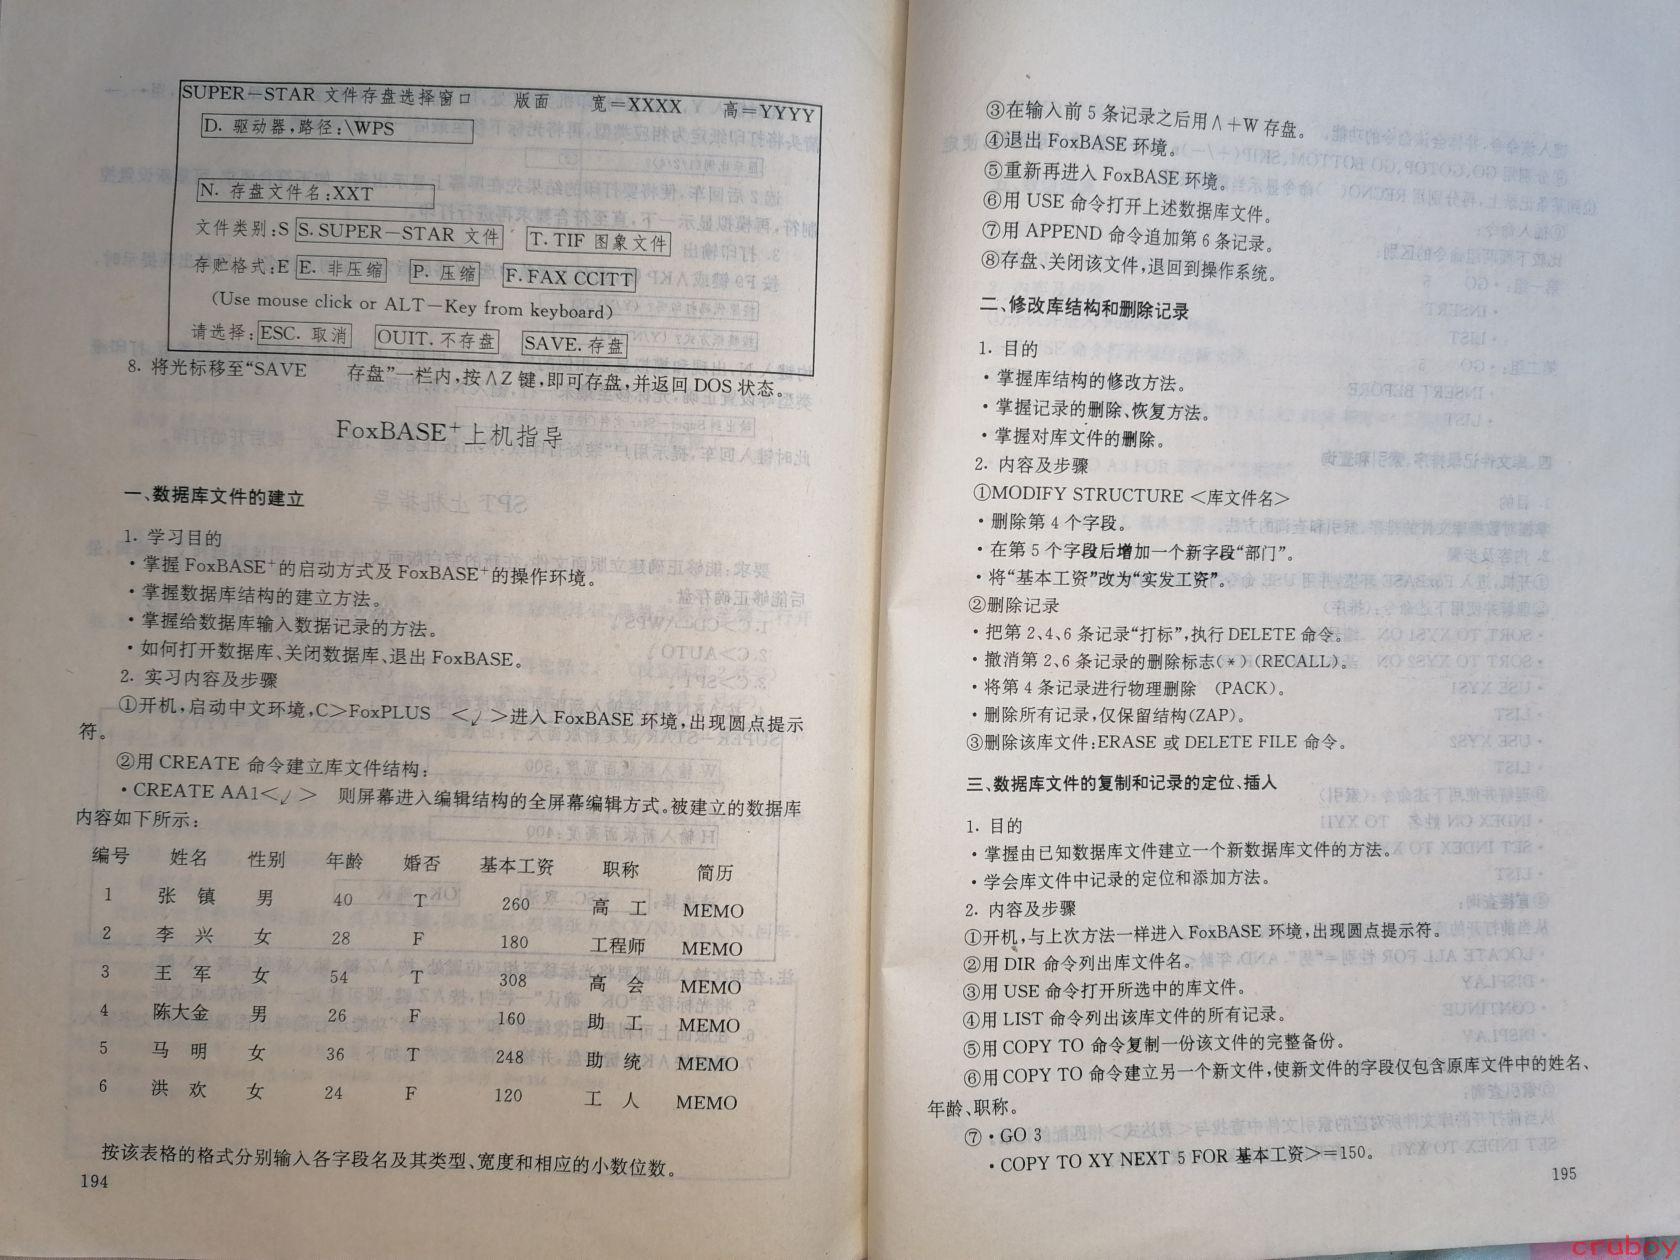 SUPER—STAR 文件存盘选择窗口 版面 宽=XXXX 高=YYYY
D. 驱动器,路径:\WPS
N. 存盘文件名:XXT
文件类别:S S. SUPER—STAR 文件 T. TIF 图象文件
存贮格式:E E. 非压缩 P. 压缩 F. FAX CCITT
(Use mouse click or ALT—Key from keyboard)
请选择: ESC. 取消 OUIT. 不存盘 SAVE. 存盘
8. 将光标移至“SAVE 存盘”一栏内,按∧Z 键,即可存盘,并返回 DOS 状态。
FoxBASE⁺上机指导
一、数据库文件的建立
1. 学习目的
·掌握 FoxBASE⁺的启动方式及 FoxBASE⁺的操作环境。
·掌握数据库结构的建立方法。
·掌握给数据库输入数据记录的方法。
·如何打开数据库、关闭数据库、退出 FoxBASE。
2. 实习内容及步骤
①开机,启动中文环境,C>FoxPLUS <↙>进入 FoxBASE 环境,出现圆点提示
符。
②用 CREATE 命令建立库文件结构:
·CREATE AA1<↙> 则屏幕进入编辑结构的全屏幕编辑方式。被建立的数据库
内容如下所示:
编号 姓名 性别 年龄 婚否 基本工资 职称 简历
1 张 镇 男 40 T 260 高 工 MEMO
2 李 兴 女 28 F 180 工程师 MEMO
3 王 军 女 54 T 308 高 会 MEMO
4 陈大金 男 26 F 160 助 工 MEMO
5 马 明 女 36 T 248 助 统 MEMO
6 洪 欢 女 24 F 120 工 人 MEMO
按该表格的格式分别输入各字段名及其类型、宽度和相应的小数位数。
194
③在输入前 5 条记录之后用∧+W 存盘。
④退出 FoxBASE 环境。
⑤重新再进入 FoxBASE 环境。
⑥用 USE 命令打开上述数据库文件。
⑦用 APPEND 命令追加第 6 条记录。
⑧存盘、关闭该文件,退回到操作系统。
二、修改库结构和删除记录
1. 目的
·掌握库结构的修改方法。
·掌握记录的删除、恢复方法。
·掌握对库文件的删除。
2. 内容及步骤
①MODIFY STRUCTURE <库文件名>
·删除第 4 个字段。
·在第 5 个字段后增加一个新字段“部门”。
·将“基本工资”改为“实发工资”。
②删除记录
·把第 2、4、6 条记录“打标”,执行 DELETE 命令。
·撤消第 2、6 条记录的删除标志(*)(RECALL)。
·将第 4 条记录进行物理删除 (PACK)。
·删除所有记录,仅保留结构(ZAP)。
③删除该库文件:ERASE 或 DELETE FILE 命令。
三、数据库文件的复制和记录的定位、插入
1. 目的
·掌握由已知数据库文件建立一个新数据库文件的方法。
·学会库文件中记录的定位和添加方法。
2. 内容及步骤
①开机,与上次方法一样进入 FoxBASE 环境,出现圆点提示符。
②用 DIR 命令列出库文件名。
③用 USE 命令打开所选中的库文件。
④用 LIST 命令列出该库文件的所有记录。
⑤用 COPY TO 命令复制一份该文件的完整备份。
⑥用 COPY TO 命令建立另一个新文件,使新文件的字段仅包含原库文件中的姓名、
年龄、职称。
⑦·GO 3
·COPY TO XY NEXT 5 FOR 基本工资>=150。
195
cruboy